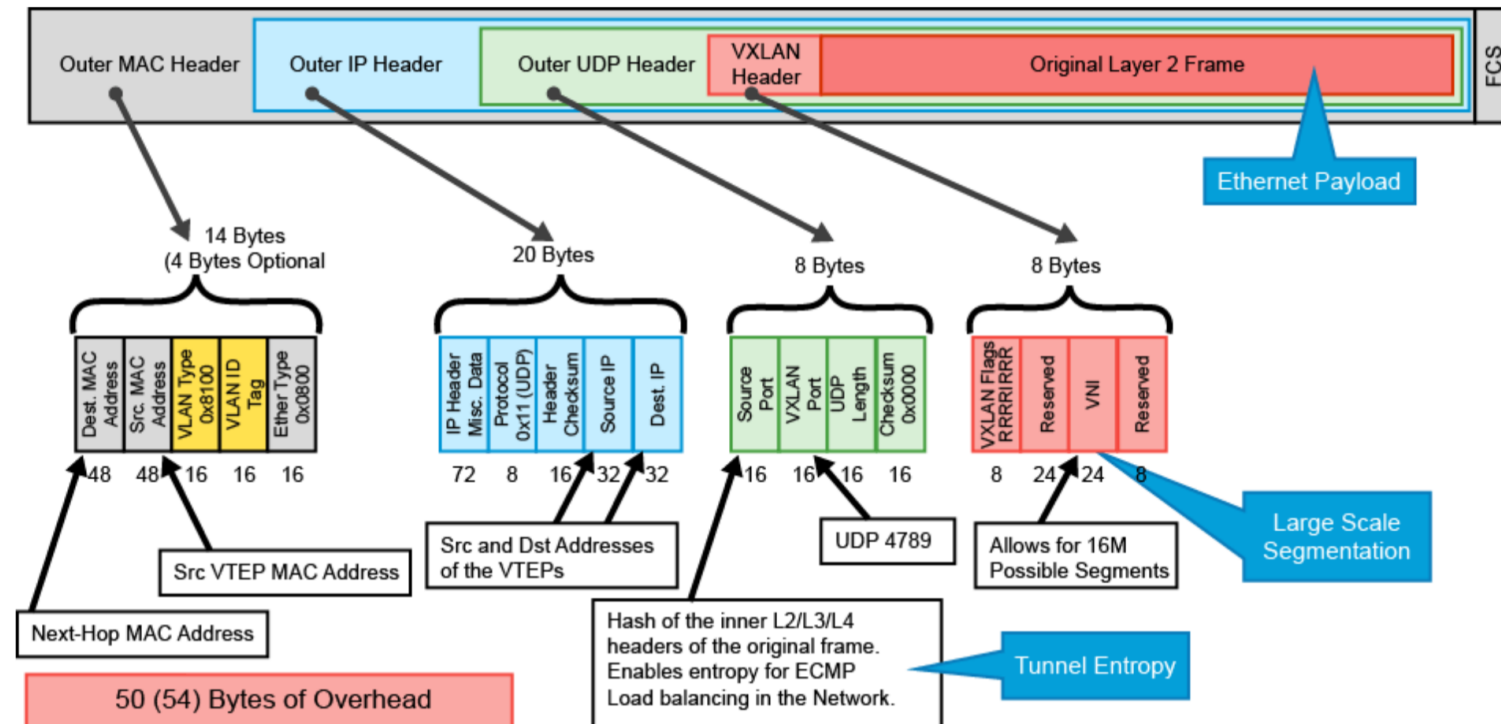 Outer MAC Header
Outer IP Header
Outer UDP Header
VXLAN
Header
Original Layer 2 Frame
FCS
Ethernet Payload
14 Bytes
(4 Bytes Optional
20 Bytes
8 Bytes
8 Bytes
Dest. MAC
Address
Src. MAC
Address
VLAN Type
0x8100
VLAN ID
Tag
Ether Type
0x0800
IP Header
Misc. Data
Protocol
0x11 (UDP)
Header
Checksum
Source IP
Dest. IP
Source
Port
VXLAN
Port
UDP
Length
Checksum
0x0000
VXLAN Flags
RRRRIRRR
Reserved
VNI
Reserved
48 48 16 16 16
72 8 16 32 32
16 16 16 16
8 24 24 8
Src VTEP MAC Address
Next-Hop MAC Address
Src and Dst Addresses
of the VTEPs
UDP 4789
Allows for 16M
Possible Segments
Large Scale
Segmentation
Hash of the inner L2/L3/L4
headers of the original frame.
Enables entropy for ECMP
Load balancing in the Network.
Tunnel Entropy
50 (54) Bytes of Overhead